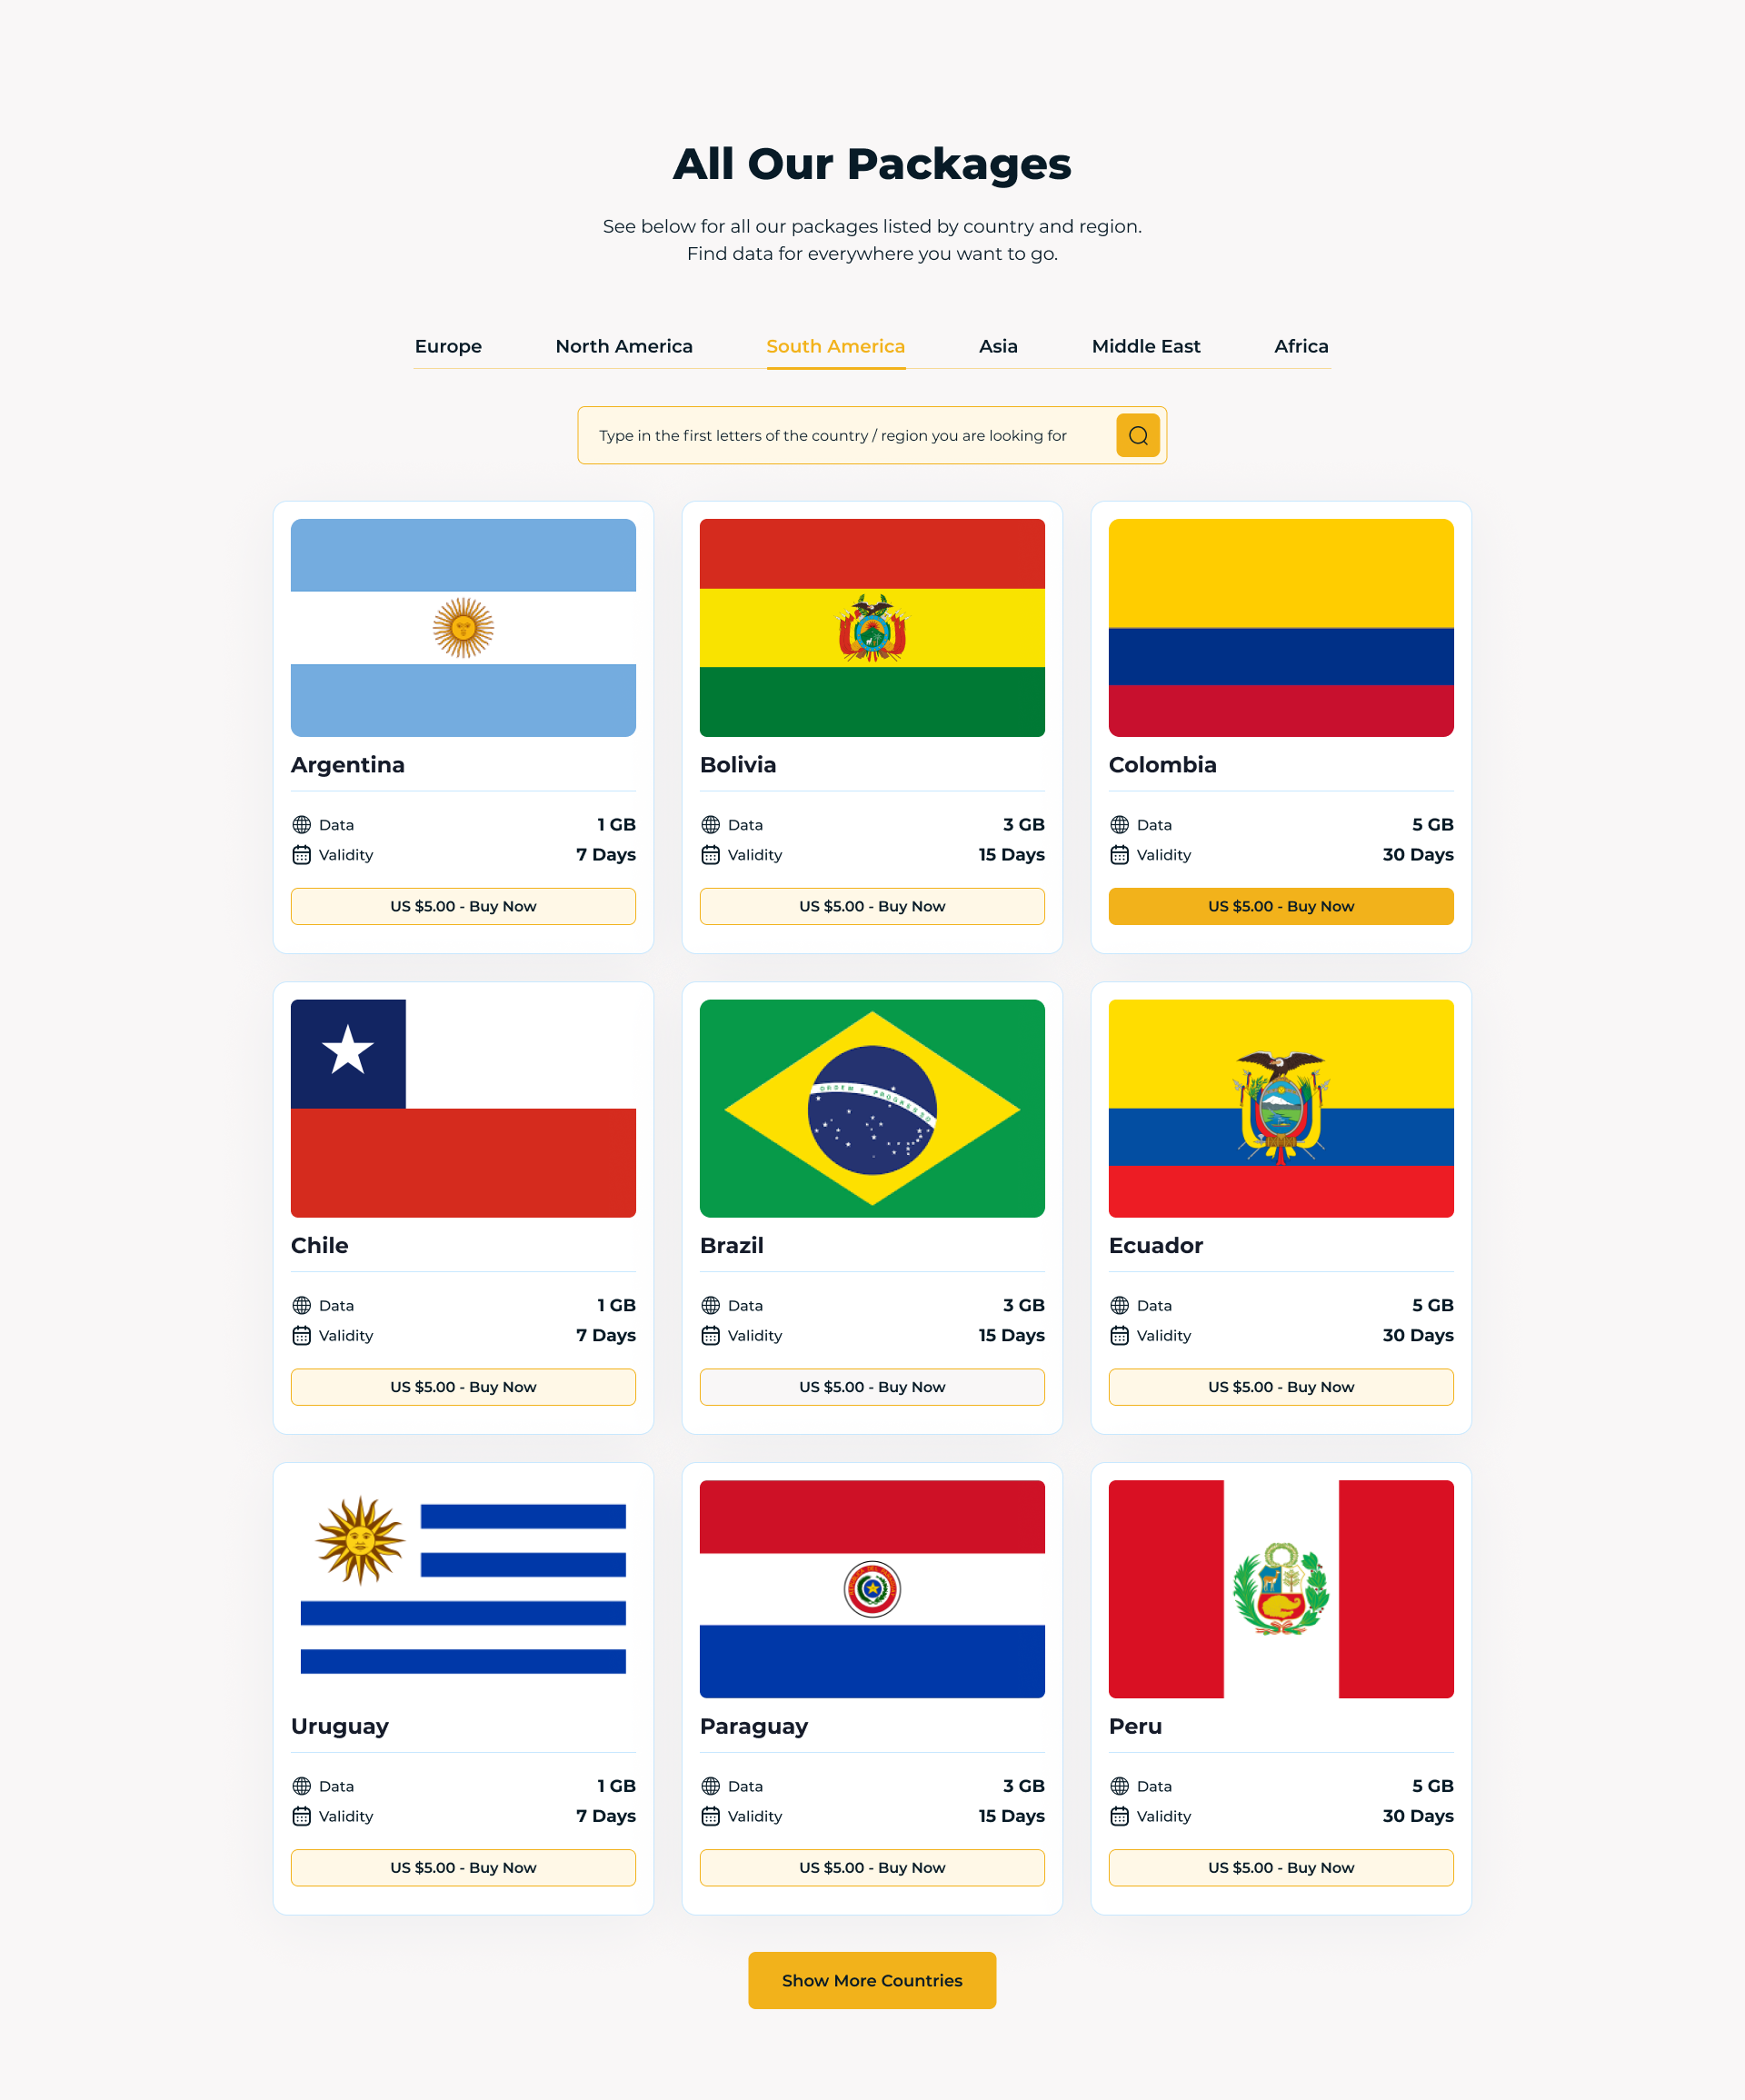 All Our Packages
See below for all our packages listed by country and region.
Find data for everywhere you want to go.
Europe
North America
South America
Asia
Middle East
Africa
Type in the first letters of the country / region you are looking for
Argentina
Data 1 GB
Validity 7 Days
US $5.00 - Buy Now
Bolivia
Data 3 GB
Validity 15 Days
US $5.00 - Buy Now
Colombia
Data 5 GB
Validity 30 Days
US $5.00 - Buy Now
Chile
Data 1 GB
Validity 7 Days
US $5.00 - Buy Now
ORDEM E PROGRESSO
Brazil
Data 3 GB
Validity 15 Days
US $5.00 - Buy Now
Ecuador
Data 5 GB
Validity 30 Days
US $5.00 - Buy Now
Uruguay
Data 1 GB
Validity 7 Days
US $5.00 - Buy Now
Paraguay
Data 3 GB
Validity 15 Days
US $5.00 - Buy Now
Peru
Data 5 GB
Validity 30 Days
US $5.00 - Buy Now
Show More Countries